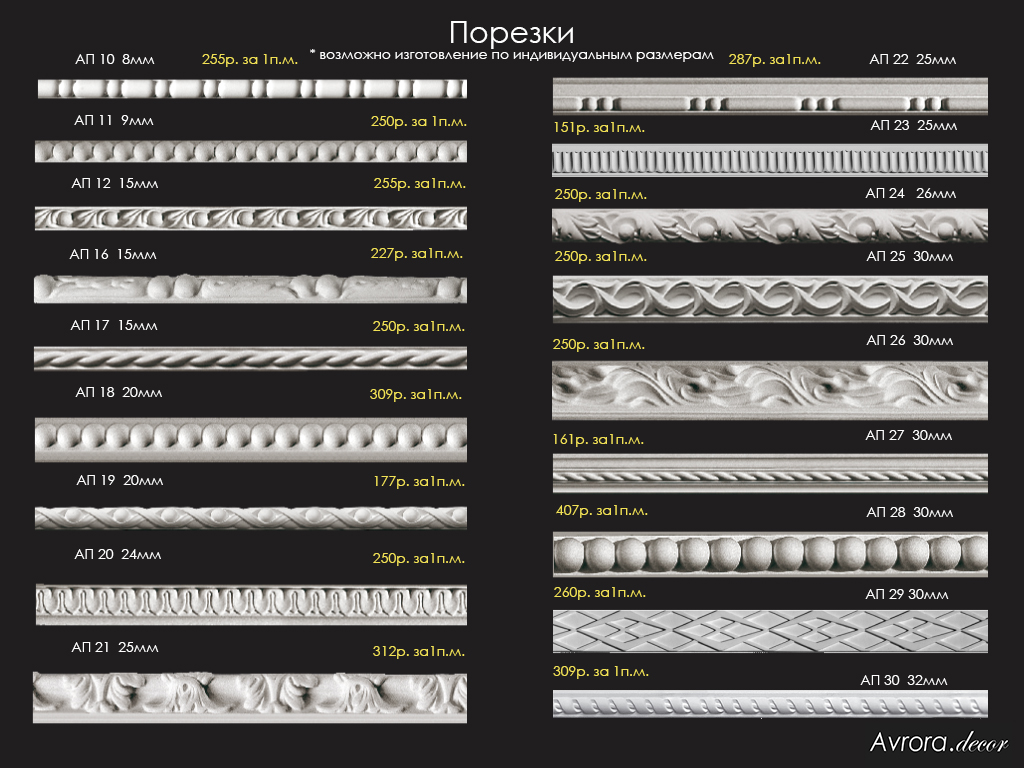 Порезки
* возможно изготовление по индивидуальным размерам
АП 10 8мм 255р. за 1п.м.
АП 11 9мм 250р. за 1п.м.
АП 12 15мм 255р. за1п.м.
АП 16 15мм 227р. за1п.м.
АП 17 15мм 250р. за1п.м.
АП 18 20мм 309р. за1п.м.
АП 19 20мм 177р. за1п.м.
АП 20 24мм 250р. за1п.м.
АП 21 25мм 312р. за1п.м.
287р. за1п.м. АП 22 25мм
151р. за1п.м. АП 23 25мм
250р. за1п.м. АП 24 26мм
250р. за1п.м. АП 25 30мм
250р. за1п.м. АП 26 30мм
161р. за1п.м. АП 27 30мм
407р. за1п.м. АП 28 30мм
260р. за1п.м. АП 29 30мм
309р. за 1п.м. АП 30 32мм
Avrora.decor